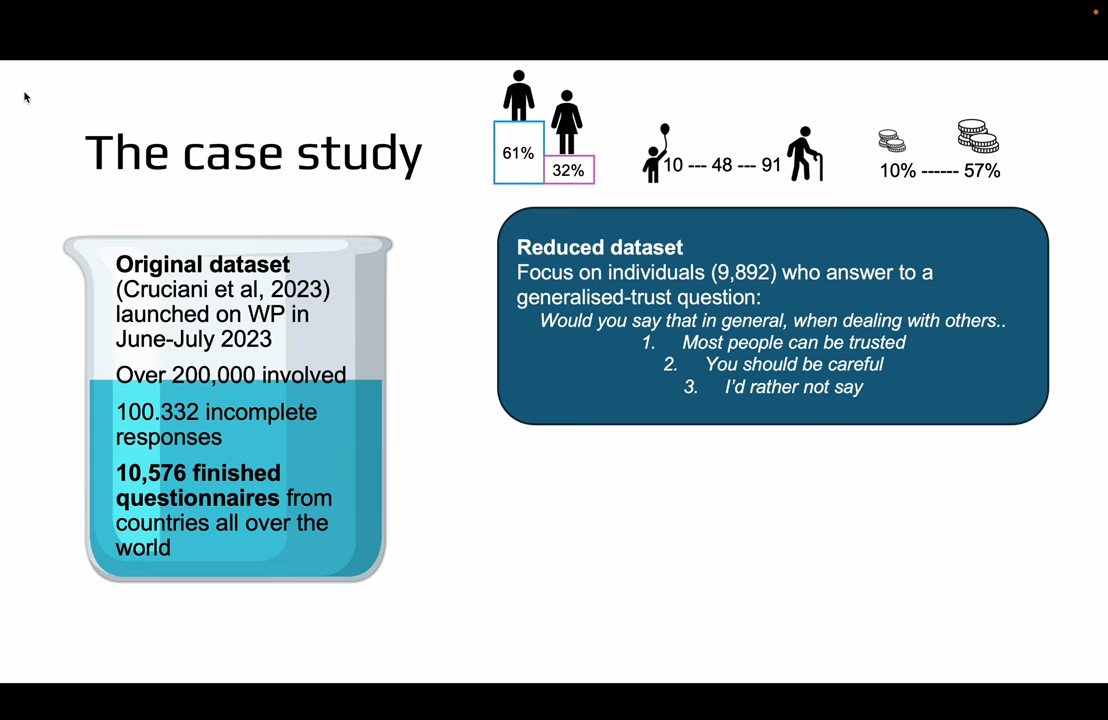 The case study
61%
32%
10 --- 48 --- 91
10% ------ 57%
Original dataset
(Cruciani et al, 2023)
launched on WP in
June-July 2023
Over 200,000 involved
100.332 incomplete
responses
10,576 finished
questionnaires from
countries all over the
world
Reduced dataset
Focus on individuals (9,892) who answer to a
generalised-trust question:
Would you say that in general, when dealing with others..
1. Most people can be trusted
2. You should be careful
3. I'd rather not say